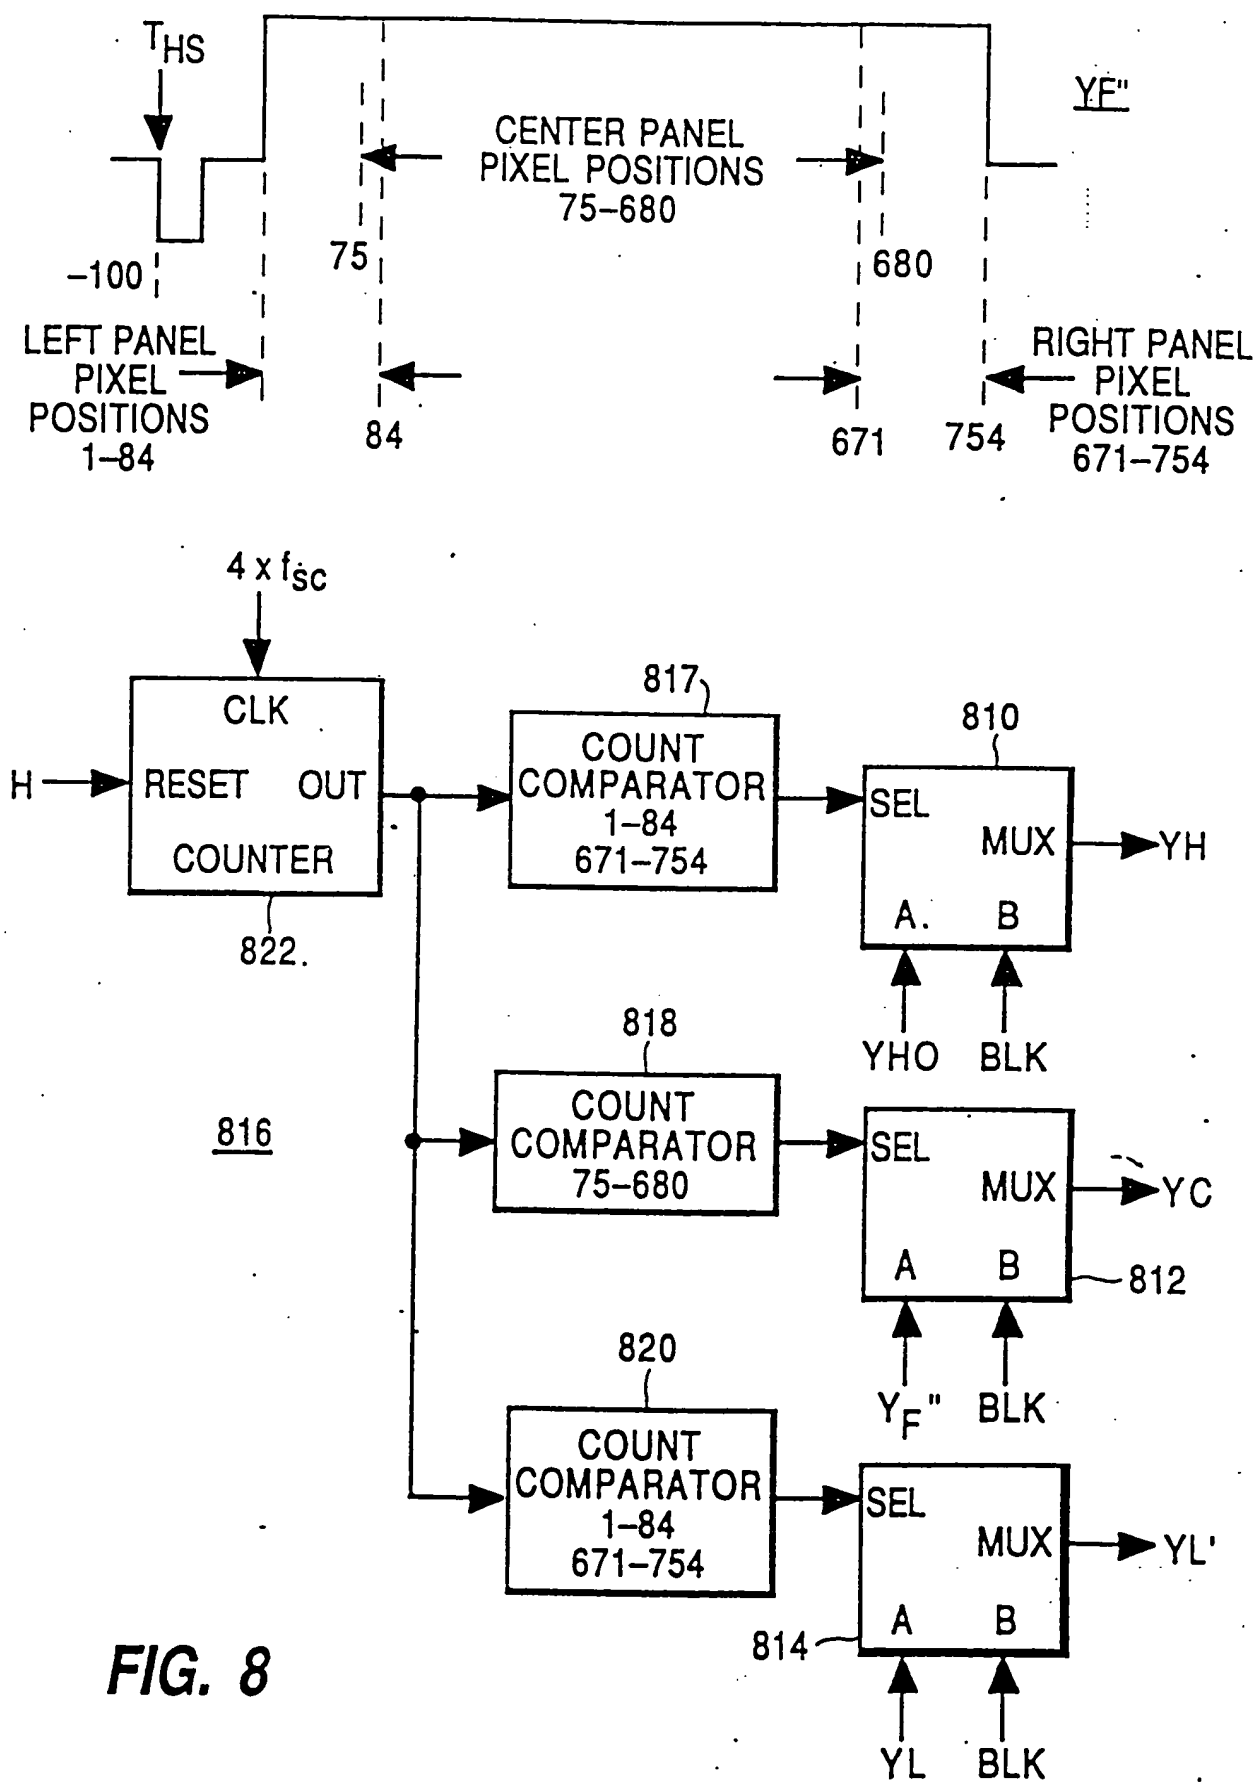 THS
YF"
CENTER PANEL
PIXEL POSITIONS
75–680
75
680
–100
LEFT PANEL
PIXEL
POSITIONS
1–84
84
671
754
RIGHT PANEL
PIXEL
POSITIONS
671–754
4 x fsc
CLK
H
RESET OUT
COUNTER
822.
817
COUNT
COMPARATOR
1–84
671–754
810
SEL
MUX
YH
A. B
YHO BLK
816
818
COUNT
COMPARATOR
75–680
SEL
MUX
YC
A B
812
YF" BLK
820
COUNT
COMPARATOR
1–84
671–754
SEL
MUX
YL'
A B
814
YL BLK
FIG. 8